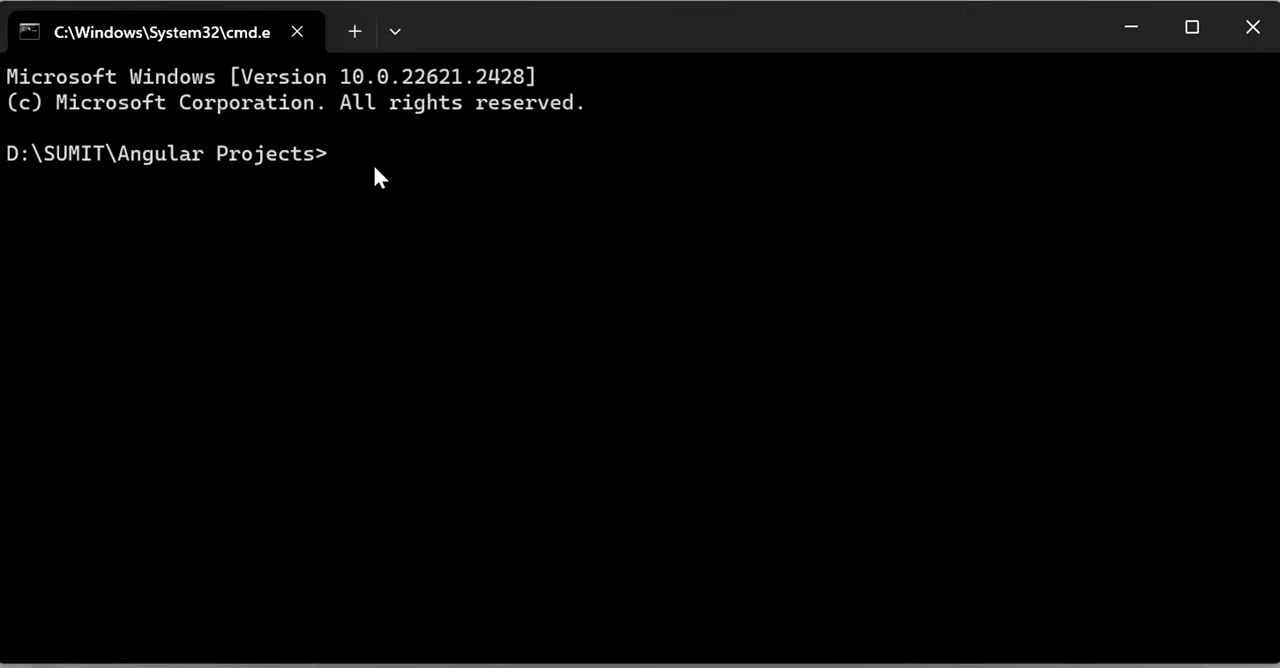 C:\Windows\System32\cmd.e
Microsoft Windows [Version 10.0.22621.2428]
(c) Microsoft Corporation. All rights reserved.
D:\SUMIT\Angular Projects>